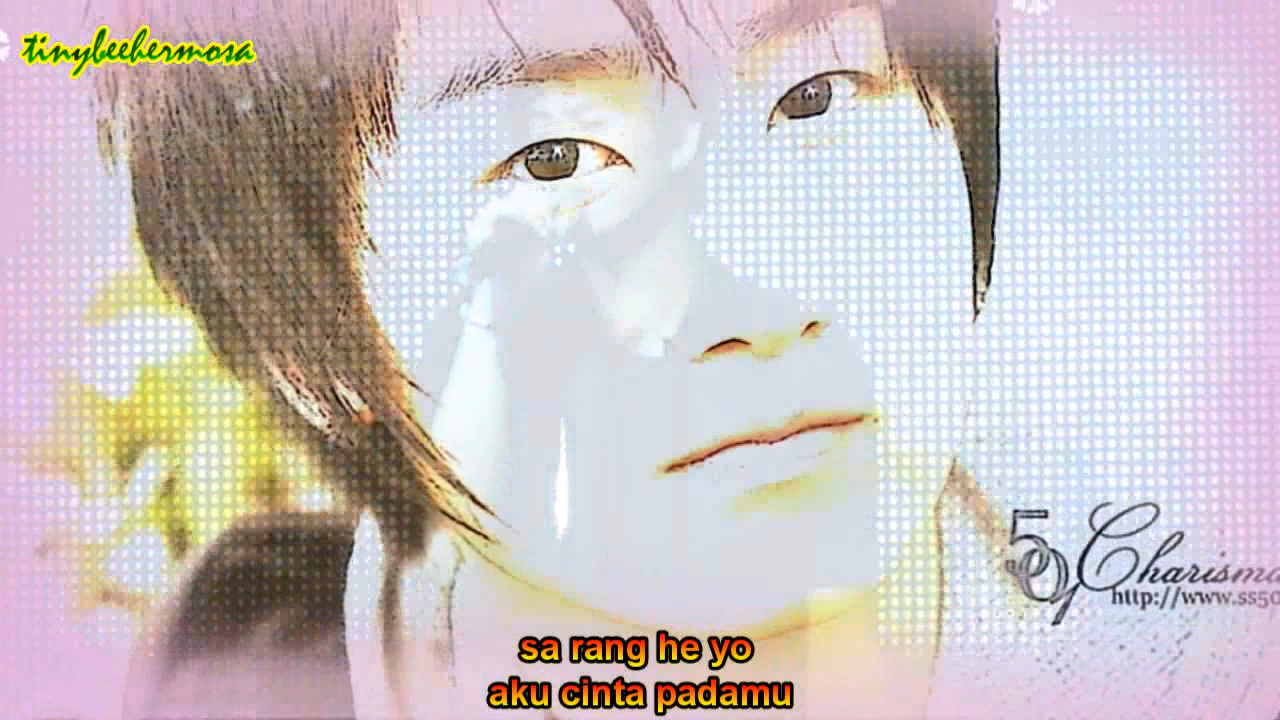 tinybeehermosa
501
Charisma
http://www.ss50
sa rang he yo
aku cinta padamu